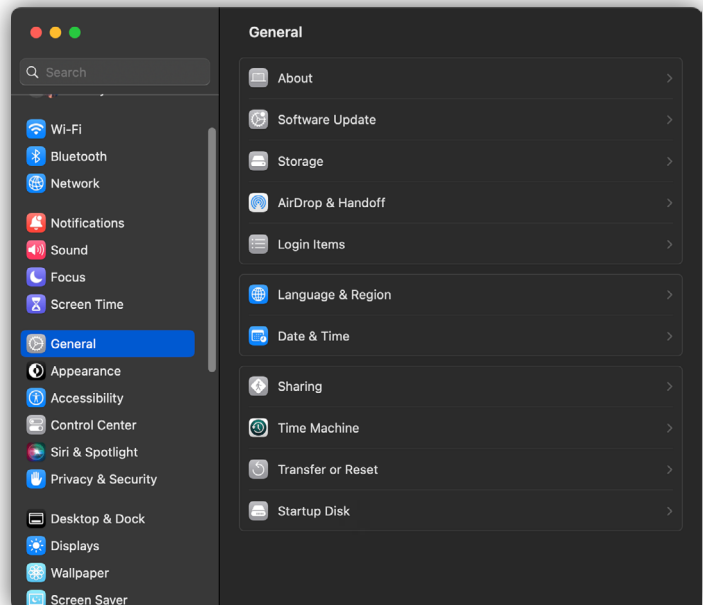 General
Search
Wi-Fi
Bluetooth
Network
Notifications
Sound
Focus
Screen Time
General
Appearance
Accessibility
Control Center
Siri & Spotlight
Privacy & Security
Desktop & Dock
Displays
Wallpaper
Screen Saver
About
Software Update
Storage
AirDrop & Handoff
Login Items
Language & Region
Date & Time
Sharing
Time Machine
Transfer or Reset
Startup Disk